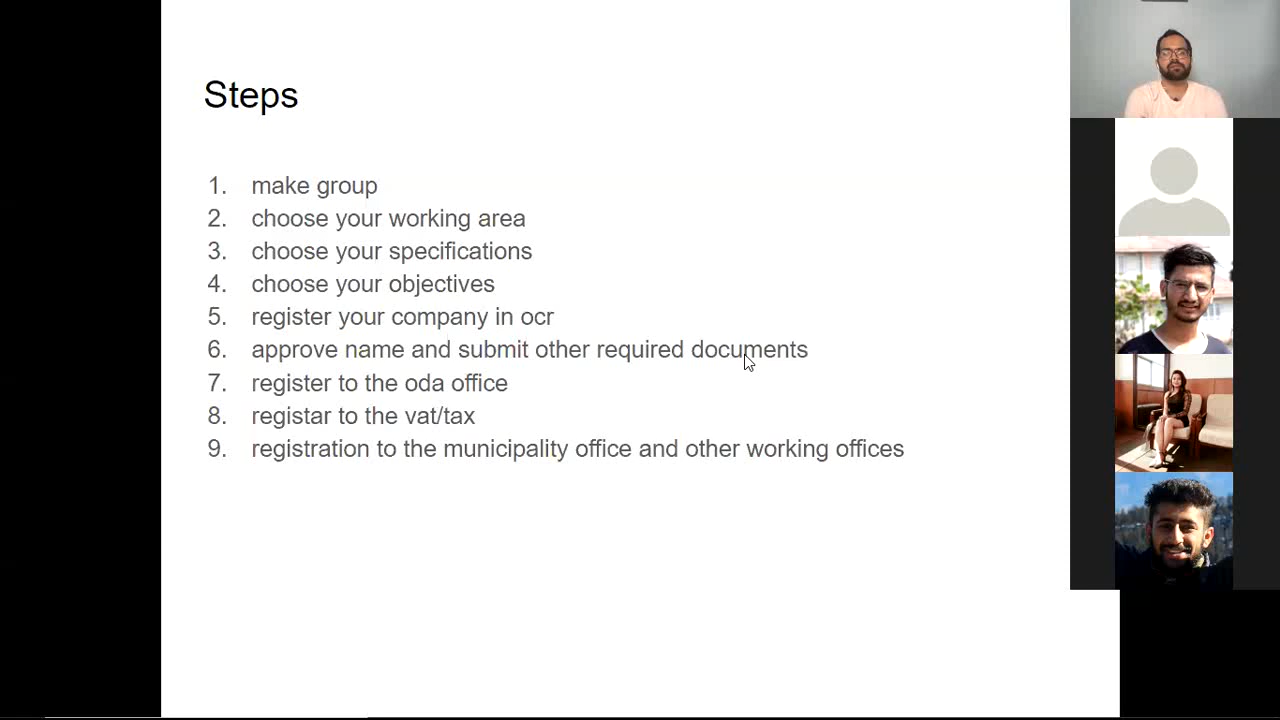 Steps
1. make group
2. choose your working area
3. choose your specifications
4. choose your objectives
5. register your company in ocr
6. approve name and submit other required documents
7. register to the oda office
8. registar to the vat/tax
9. registration to the municipality office and other working offices